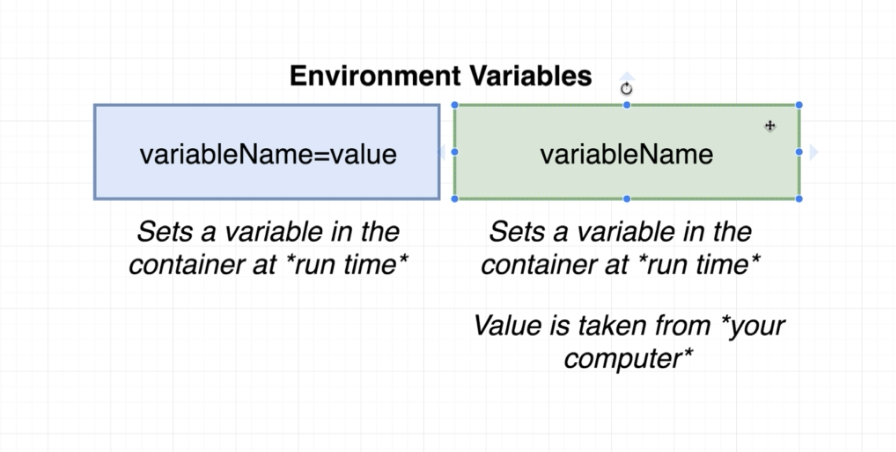 Environment Variables
variableName=value
variableName
Sets a variable in the
container at *run time*
Sets a variable in the
container at *run time*
Value is taken from *your
computer*